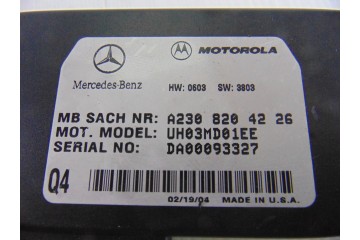 MOTOROLA
Mercedes-Benz
HW: 0603 SW: 3803
MB SACH NR: A230 820 42 26
MOT. MODEL: UH03MD01EE
SERIAL NO: DA00093327
Q4
02/19/04 MADE IN U.S.A.